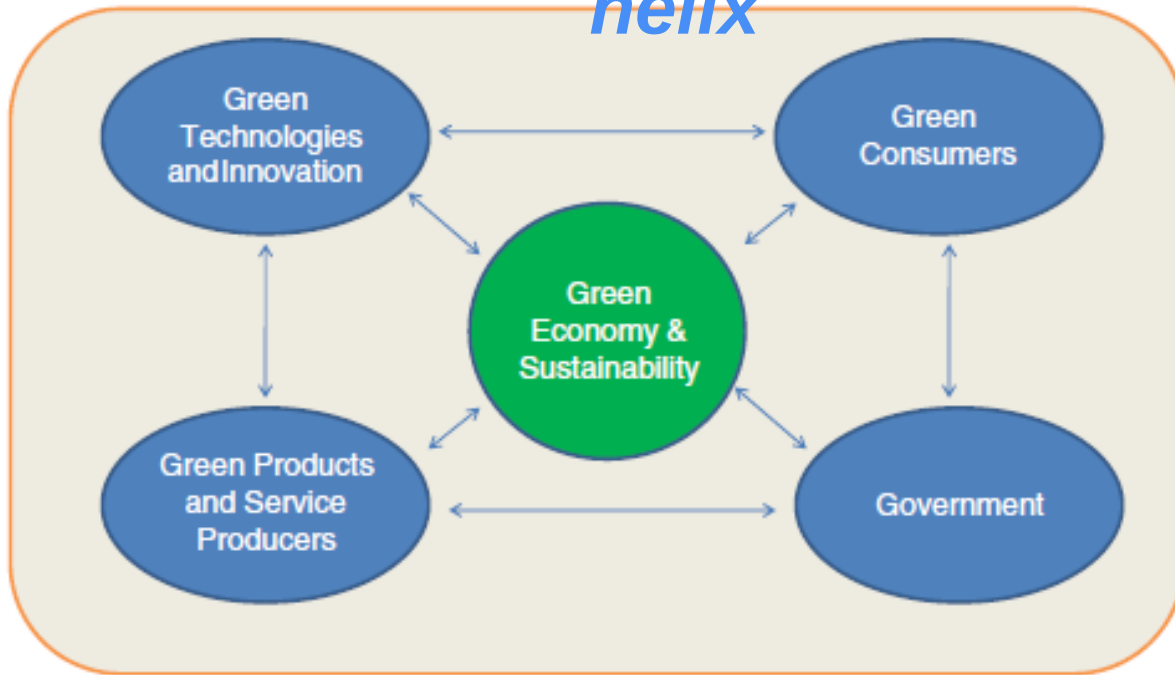 helix
Green
Technologies
andInnovation
Green
Consumers
Green
Economy &
Sustainability
Green Products
and Service
Producers
Government